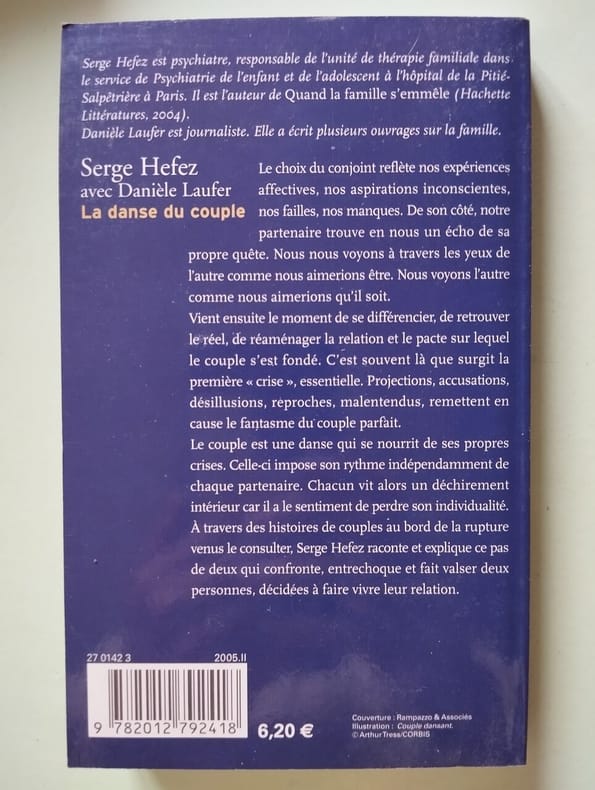 Serge Hefez est psychiatre, responsable de l'unité de thérapie familiale dans
le service de Psychiatrie de l'enfant et de l'adolescent à l'hôpital de la Pitié-
Salpêtrière à Paris. Il est l'auteur de Quand la famille s'emmêle (Hachette
Littératures, 2004).
Danièle Laufer est journaliste. Elle a écrit plusieurs ouvrages sur la famille.
Serge Hefez
avec Danièle Laufer
La danse du couple
Le choix du conjoint reflète nos expériences
affectives, nos aspirations inconscientes,
nos failles, nos manques. De son côté, notre
partenaire trouve en nous un écho de sa
propre quête. Nous nous voyons à travers les yeux de
l'autre comme nous aimerions être. Nous voyons l'autre
comme nous aimerions qu'il soit.
Vient ensuite le moment de se différencier, de retrouver
le réel, de réaménager la relation et le pacte sur lequel
le couple s'est fondé. C'est souvent là que surgit la
première « crise », essentielle. Projections, accusations,
désillusions, reproches, malentendus, remettent en
cause le fantasme du couple parfait.
Le couple est une danse qui se nourrit de ses propres
crises. Celle-ci impose son rythme indépendamment de
chaque partenaire. Chacun vit alors un déchirement
intérieur car il a le sentiment de perdre son individualité.
À travers des histoires de couples au bord de la rupture
venus le consulter, Serge Hefez raconte et explique ce pas
de deux qui confronte, entrechoque et fait valser deux
personnes, décidées à faire vivre leur relation.
27 0142 3 2005.II
9 782012 792418
6,20 €
Couverture : Rampazzo & Associés
Illustration : Couple dansant.
© Arthur Tress/CORBIS